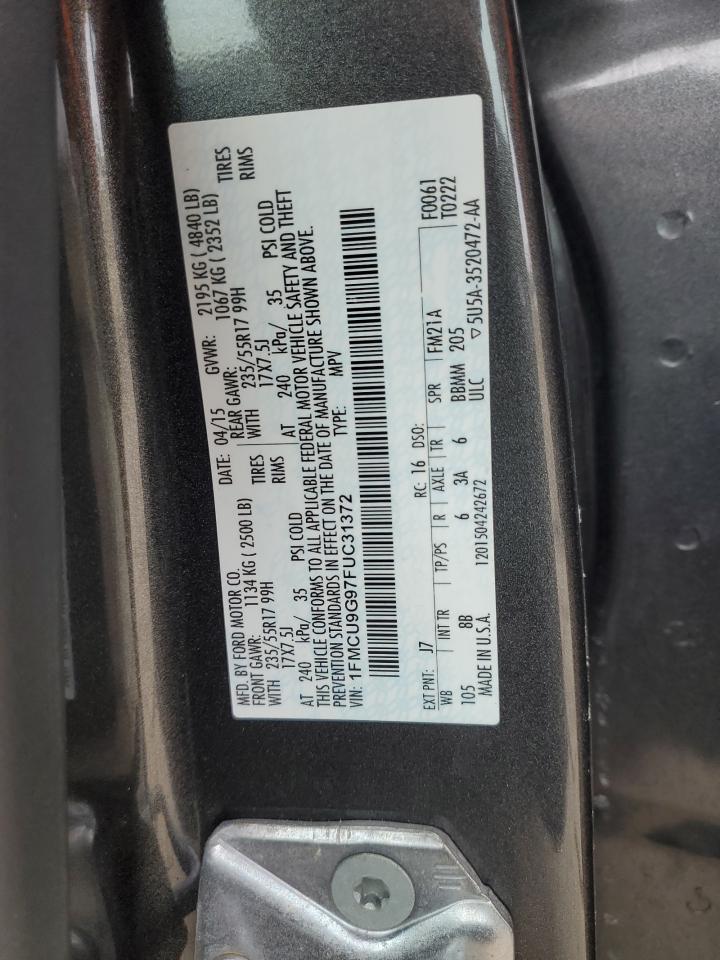 MFD. BY FORD MOTOR CO. DATE: 04/15 GVWR: 2195 KG ( 4840 LB)
FRONT GAWR: 1134 KG ( 2500 LB) REAR GAWR: 1067 KG ( 2352 LB)
WITH 235/55R17 99H TIRES WITH 235/55R17 99H TIRES
17X7.5J RIMS 17X7.5J RIMS
AT 240 kPa/ 35 PSI COLD AT 240 kPa/ 35 PSI COLD
THIS VEHICLE CONFORMS TO ALL APPLICABLE FEDERAL MOTOR VEHICLE SAFETY AND THEFT
PREVENTION STANDARDS IN EFFECT ON THE DATE OF MANUFACTURE SHOWN ABOVE.
VIN: 1FMCU9G97FUC31372 TYPE: MPV
F0061
EXT PNT: J7 RC: 16 DSO: T0222
WB INT TR TP/PS R AXLE TR SPR FM21A
105 8B 6 3A 6 BBMM 205
MADE IN U.S.A. 1201504242672 ULC ▽5U5A-3520472-AA